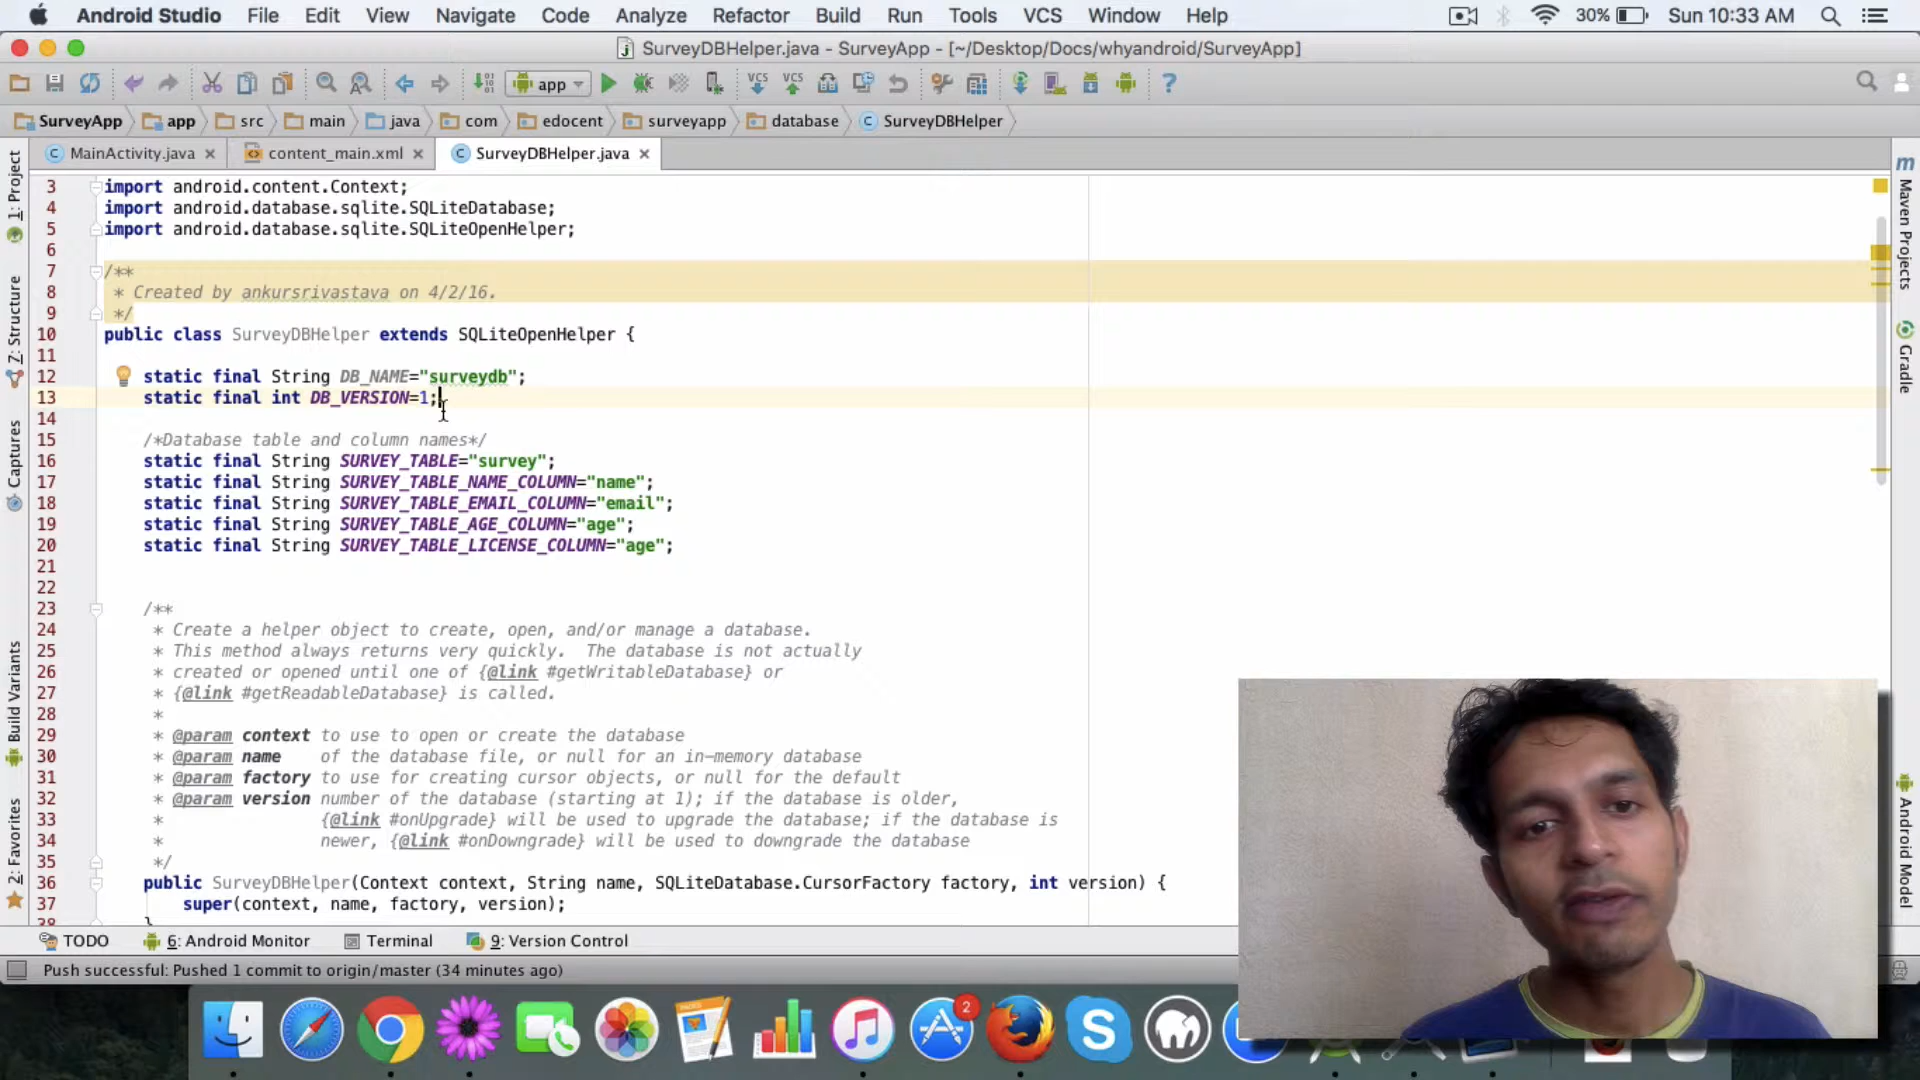 Android Studio File Edit View Navigate Code Analyze Refactor Build Run Tools VCS Window Help 30% Sun 10:33 AM
SurveyDBHelper.java - SurveyApp - [~/Desktop/Docs/whyandroid/SurveyApp]
app VCS VCS ?
SurveyApp app src main java com edocent surveyapp database SurveyDBHelper
MainActivity.java content_main.xml SurveyDBHelper.java
1: Project
Z: Structure
Captures
Build Variants
2: Favorites
3 import android.content.Context;
4 import android.database.sqlite.SQLiteDatabase;
5 import android.database.sqlite.SQLiteOpenHelper;
6
7 /**
8 * Created by ankursrivastava on 4/2/16.
9 */
10 public class SurveyDBHelper extends SQLiteOpenHelper {
11
12 static final String DB_NAME="surveydb";
13 static final int DB_VERSION=1;
14
15 /*Database table and column names*/
16 static final String SURVEY_TABLE="survey";
17 static final String SURVEY_TABLE_NAME_COLUMN="name";
18 static final String SURVEY_TABLE_EMAIL_COLUMN="email";
19 static final String SURVEY_TABLE_AGE_COLUMN="age";
20 static final String SURVEY_TABLE_LICENSE_COLUMN="age";
21
22
23 /**
24 * Create a helper object to create, open, and/or manage a database.
25 * This method always returns very quickly. The database is not actually
26 * created or opened until one of {@link #getWritableDatabase} or
27 * {@link #getReadableDatabase} is called.
28 *
29 * @param context to use to open or create the database
30 * @param name of the database file, or null for an in-memory database
31 * @param factory to use for creating cursor objects, or null for the default
32 * @param version number of the database (starting at 1); if the database is older,
33 * {@link #onUpgrade} will be used to upgrade the database; if the database is
34 * newer, {@link #onDowngrade} will be used to downgrade the database
35 */
36 public SurveyDBHelper(Context context, String name, SQLiteDatabase.CursorFactory factory, int version) {
37 super(context, name, factory, version);
38 }
m Maven Projects
Gradle
Android Model
TODO 6: Android Monitor Terminal 9: Version Control
Push successful: Pushed 1 commit to origin/master (34 minutes ago)
2